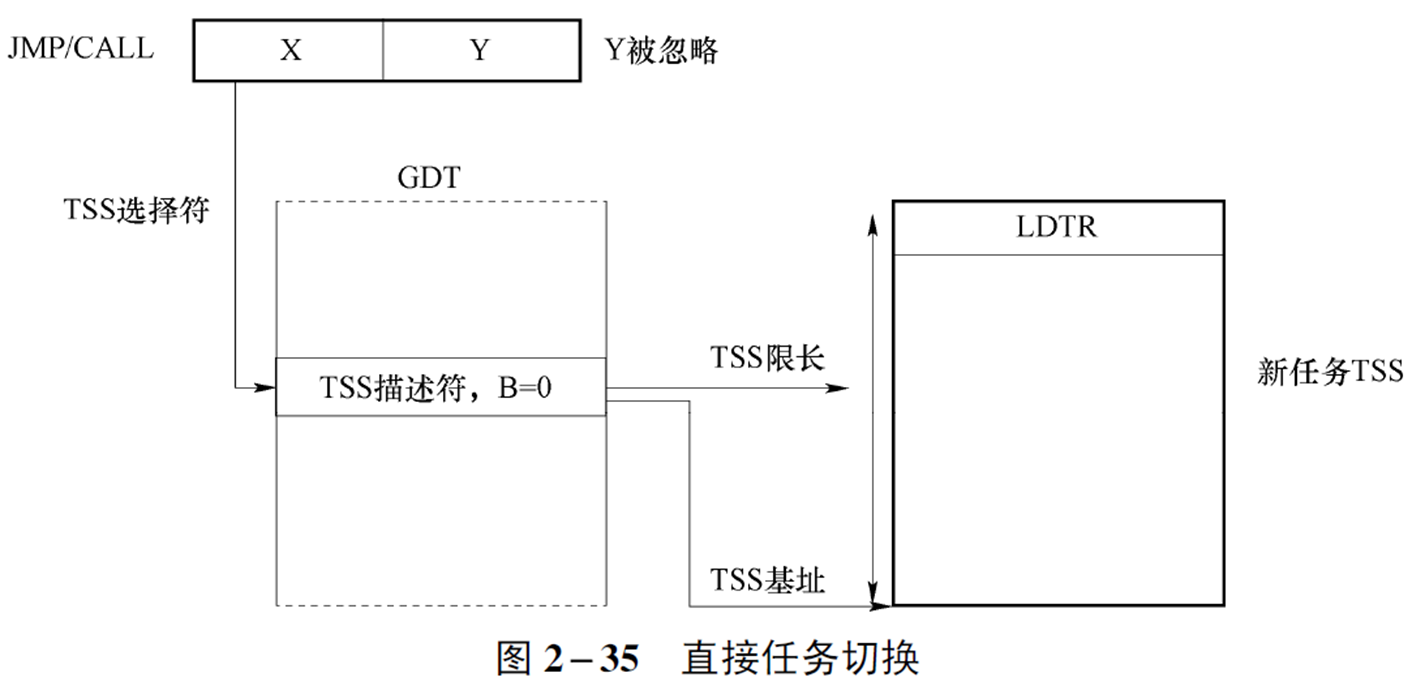 JMP/CALL X Y Y被忽略
GDT
TSS选择符
LDTR
TSS限长
TSS描述符，B=0
新任务TSS
TSS基址
图 2-35 直接任务切换